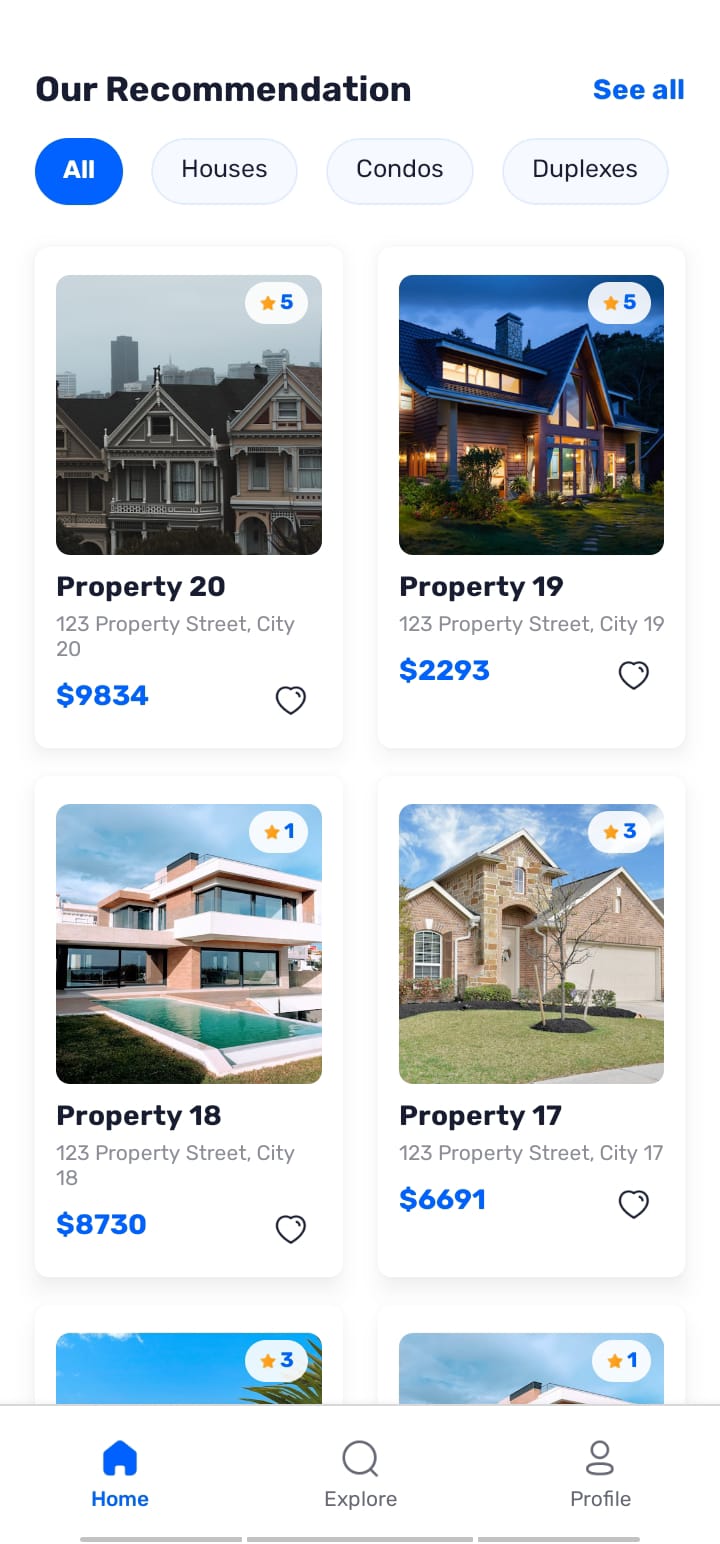 Our Recommendation
See all
All
Houses
Condos
Duplexes
5
5
Property 20
123 Property Street, City
20
$9834
Property 19
123 Property Street, City 19
$2293
1
3
Property 18
123 Property Street, City
18
$8730
Property 17
123 Property Street, City 17
$6691
3
1
Home
Explore
Profile